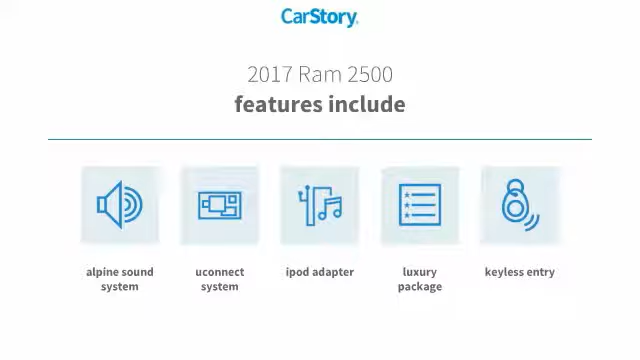 CarStory
2017 Ram 2500
features include
alpine sound
system
uconnect
system
ipod adapter
luxury
package
keyless entry